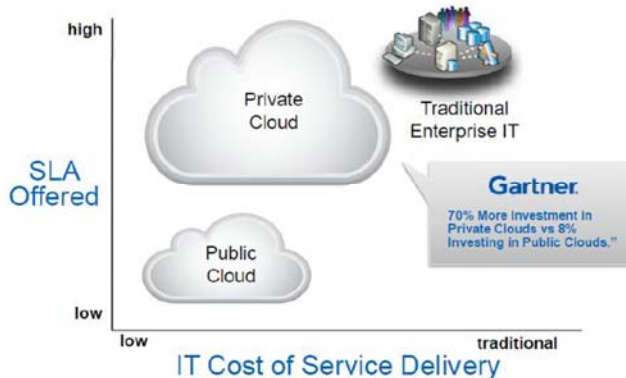 high
Private
Cloud
Traditional
Enterprise IT
SLA
Offered
Gartner.
70% More Investment in
Private Clouds vs 8%
Investing in Public Clouds.”
Public
Cloud
low
low
traditional
IT Cost of Service Delivery